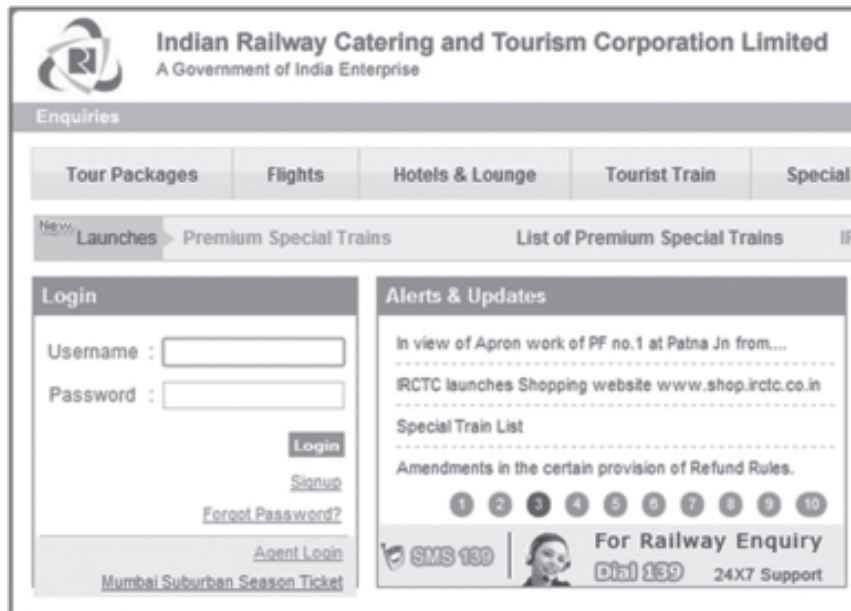 Indian Railway Catering and Tourism Corporation Limited
A Government of India Enterprise
Enquiries
Tour Packages Flights Hotels & Lounge Tourist Train Special
New Launches Premium Special Trains List of Premium Special Trains
Login
Username :
Password :
Login
Signup
Forgot Password?
Agent Login
Mumbai Suburban Season Ticket
Alerts & Updates
In view of Apron work of PF no.1 at Patna Jn from....
IRCTC launches Shopping website www.shop.irctc.co.in
Special Train List
Amendments in the certain provision of Refund Rules.
1 2 3 4 5 6 7 8 9 10
SMS 139 For Railway Enquiry
Dial 139 24X7 Support